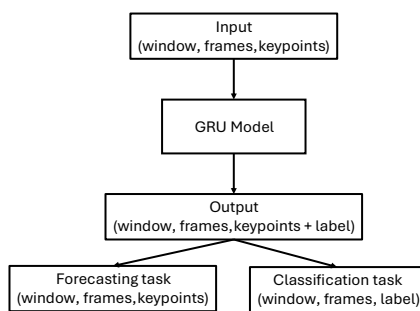 Input
(window, frames,keypoints)
GRU Model
Output
(window, frames,keypoints + label)
Forecasting task
(window, frames,keypoints)
Classification task
(window, frames, label)